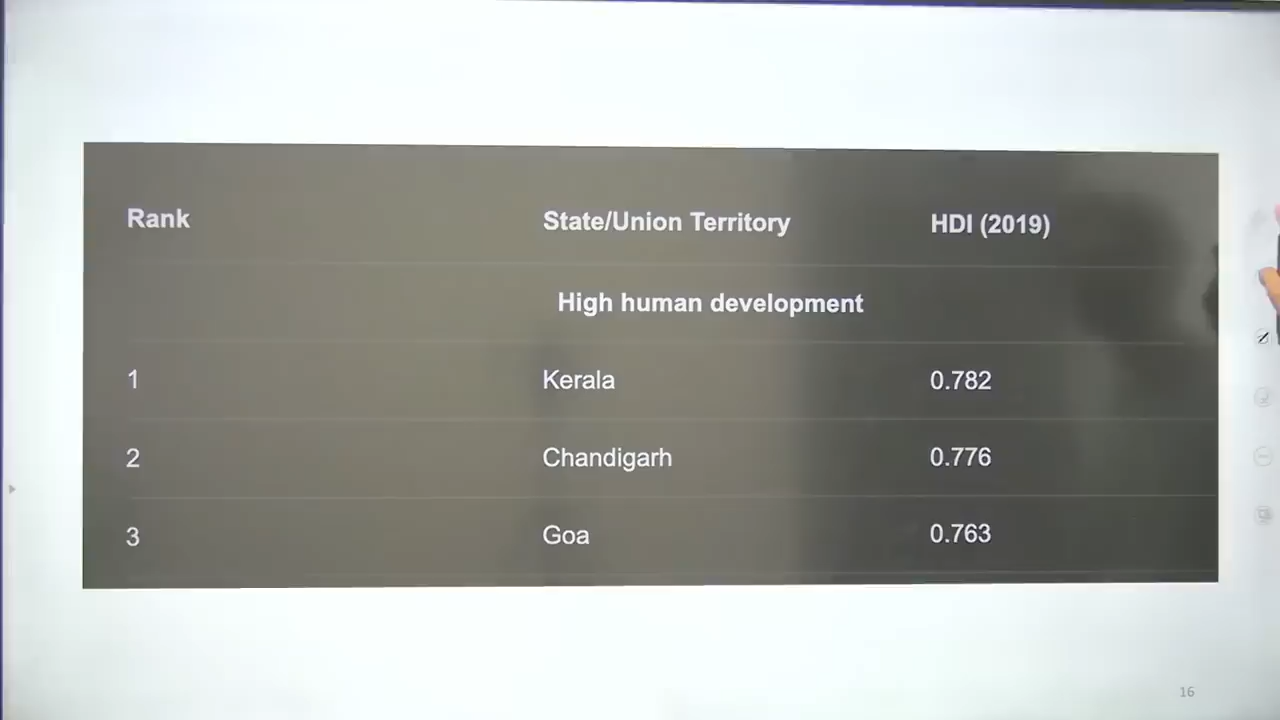 Rank State/Union Territory HDI (2019)
High human development
1 Kerala 0.782
2 Chandigarh 0.776
3 Goa 0.763
16